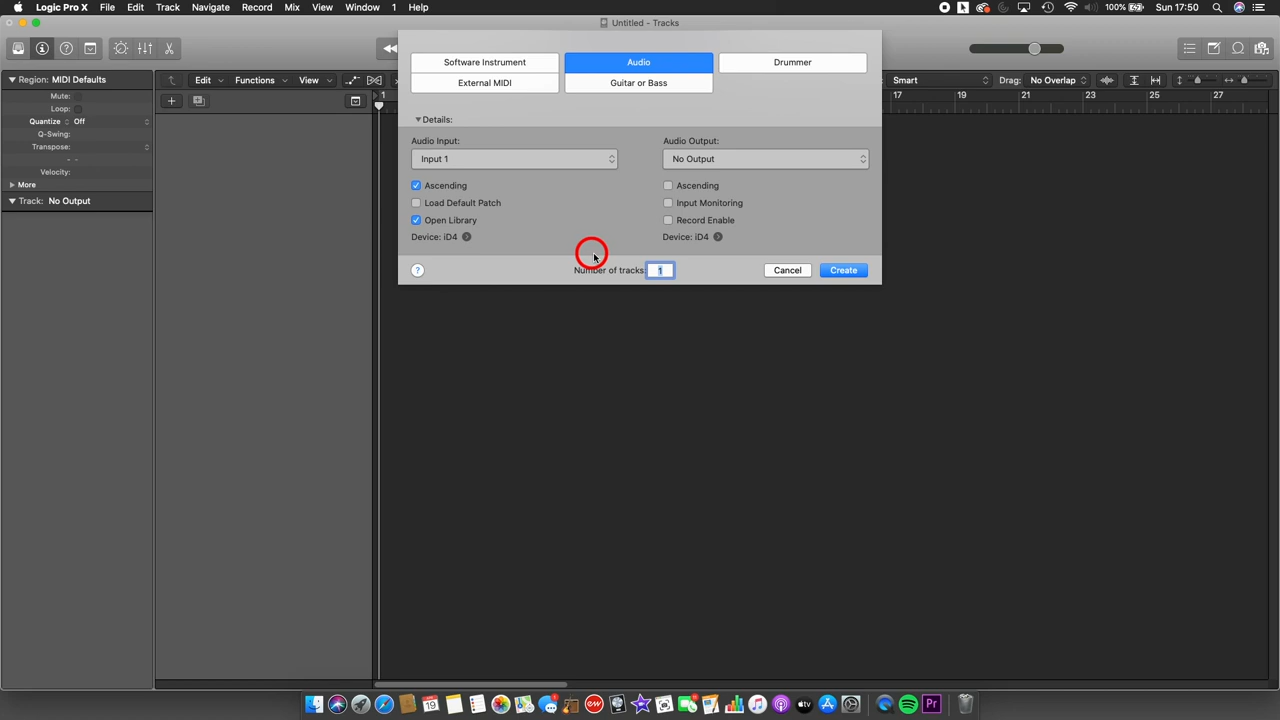 Logic Pro X File Edit Track Navigate Record Mix View Window 1 Help 100% Sun 17:50
Untitled - Tracks
Software Instrument Audio Drummer
External MIDI Guitar or Bass
Details:
Audio Input: Audio Output:
Input 1 No Output
Ascending Ascending
Load Default Patch Input Monitoring
Open Library Record Enable
Device: iD4 Device: iD4
? Number of tracks: 1 Cancel Create
Region: MIDI Defaults
Mute:
Loop:
Quantize Off
Q-Swing:
Transpose:
- -
Velocity:
More
Track: No Output
Edit Functions View
Smart Drag: No Overlap
1 17 19 21 23 25 27
19
tv
Pr